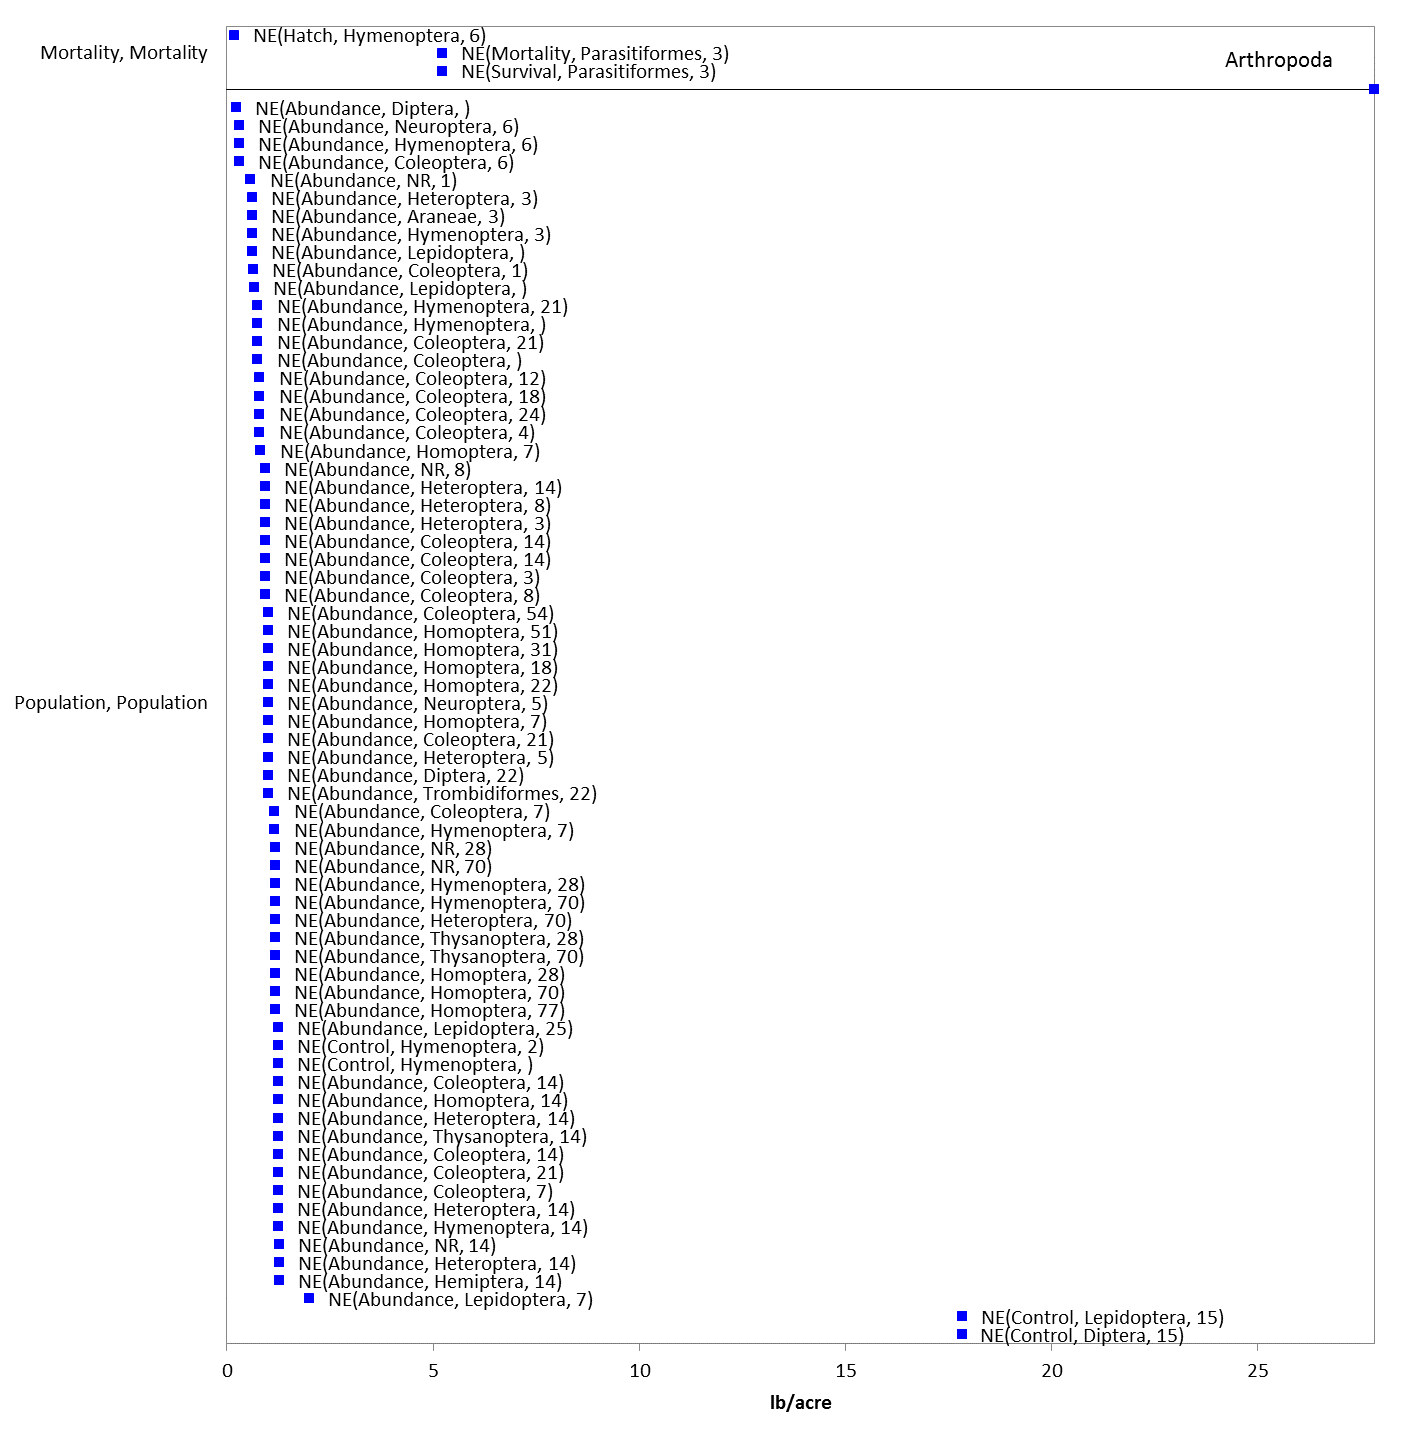 NE(Hatch, Hymenoptera, 6)
Mortality, Mortality
NE(Mortality, Parasitiformes, 3)
Arthropoda
NE(Survival, Parasitiformes, 3)
NE(Abundance, Diptera, )
NE(Abundance, Neuroptera, 6)
NE(Abundance, Hymenoptera, 6)
NE(Abundance, Coleoptera, 6)
NE(Abundance, NR, 1)
NE(Abundance, Heteroptera, 3)
NE(Abundance, Araneae, 3)
NE(Abundance, Hymenoptera, 3)
NE(Abundance, Lepidoptera, )
NE(Abundance, Coleoptera, 1)
NE(Abundance, Lepidoptera, )
NE(Abundance, Hymenoptera, 21)
NE(Abundance, Hymenoptera, )
NE(Abundance, Coleoptera, 21)
NE(Abundance, Coleoptera, )
NE(Abundance, Coleoptera, 12)
NE(Abundance, Coleoptera, 18)
NE(Abundance, Coleoptera, 24)
NE(Abundance, Coleoptera, 4)
NE(Abundance, Homoptera, 7)
NE(Abundance, NR, 8)
NE(Abundance, Heteroptera, 14)
NE(Abundance, Heteroptera, 8)
NE(Abundance, Heteroptera, 3)
NE(Abundance, Coleoptera, 14)
NE(Abundance, Coleoptera, 14)
NE(Abundance, Coleoptera, 3)
NE(Abundance, Coleoptera, 8)
NE(Abundance, Coleoptera, 54)
NE(Abundance, Homoptera, 51)
NE(Abundance, Homoptera, 31)
NE(Abundance, Homoptera, 18)
NE(Abundance, Homoptera, 22)
Population, Population
NE(Abundance, Neuroptera, 5)
NE(Abundance, Homoptera, 7)
NE(Abundance, Coleoptera, 21)
NE(Abundance, Heteroptera, 5)
NE(Abundance, Diptera, 22)
NE(Abundance, Trombidiformes, 22)
NE(Abundance, Coleoptera, 7)
NE(Abundance, Hymenoptera, 7)
NE(Abundance, NR, 28)
NE(Abundance, NR, 70)
NE(Abundance, Hymenoptera, 28)
NE(Abundance, Hymenoptera, 70)
NE(Abundance, Heteroptera, 70)
NE(Abundance, Thysanoptera, 28)
NE(Abundance, Thysanoptera, 70)
NE(Abundance, Homoptera, 28)
NE(Abundance, Homoptera, 70)
NE(Abundance, Homoptera, 77)
NE(Abundance, Lepidoptera, 25)
NE(Control, Hymenoptera, 2)
NE(Control, Hymenoptera, )
NE(Abundance, Coleoptera, 14)
NE(Abundance, Homoptera, 14)
NE(Abundance, Heteroptera, 14)
NE(Abundance, Thysanoptera, 14)
NE(Abundance, Coleoptera, 14)
NE(Abundance, Coleoptera, 21)
NE(Abundance, Coleoptera, 7)
NE(Abundance, Heteroptera, 14)
NE(Abundance, Hymenoptera, 14)
NE(Abundance, NR, 14)
NE(Abundance, Heteroptera, 14)
NE(Abundance, Hemiptera, 14)
NE(Abundance, Lepidoptera, 7)
NE(Control, Lepidoptera, 15)
NE(Control, Diptera, 15)
0 5 10 15 20 25
lb/acre